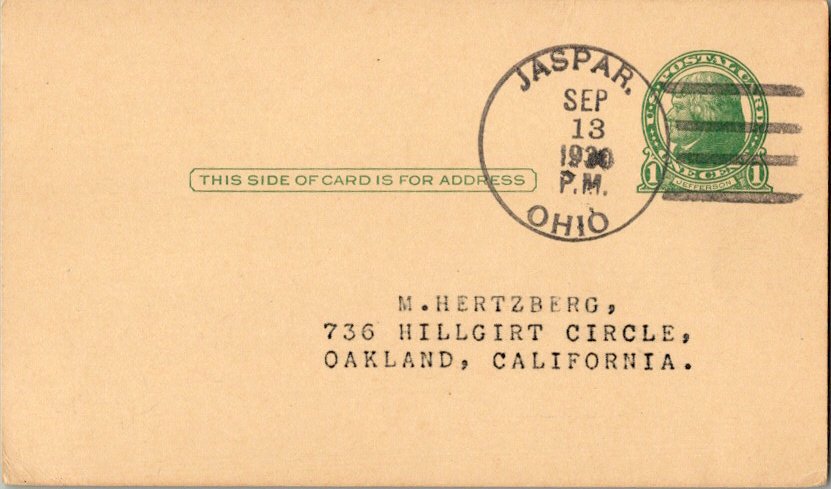 JASPAR.
SEP
13
P.M.
OHIO
U.S. POSTAL CARD
ONE CENT
1 JEFFERSON 1
THIS SIDE OF CARD IS FOR ADDRESS
M.HERTZBERG,
736 HILLGIRT CIRCLE,
OAKLAND, CALIFORNIA.